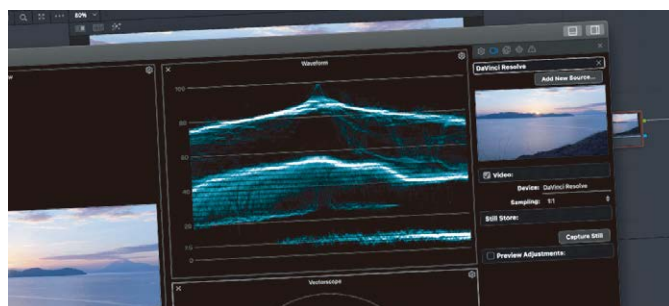 80%
Waveform
DaVinci Resolve
Add New Source...
100
80
60
40
20
10
0
Video:
Device: DaVinci Resolve
Sampling: 1:1
Still Store:
Capture Still
Preview Adjustments:
Vectorscope